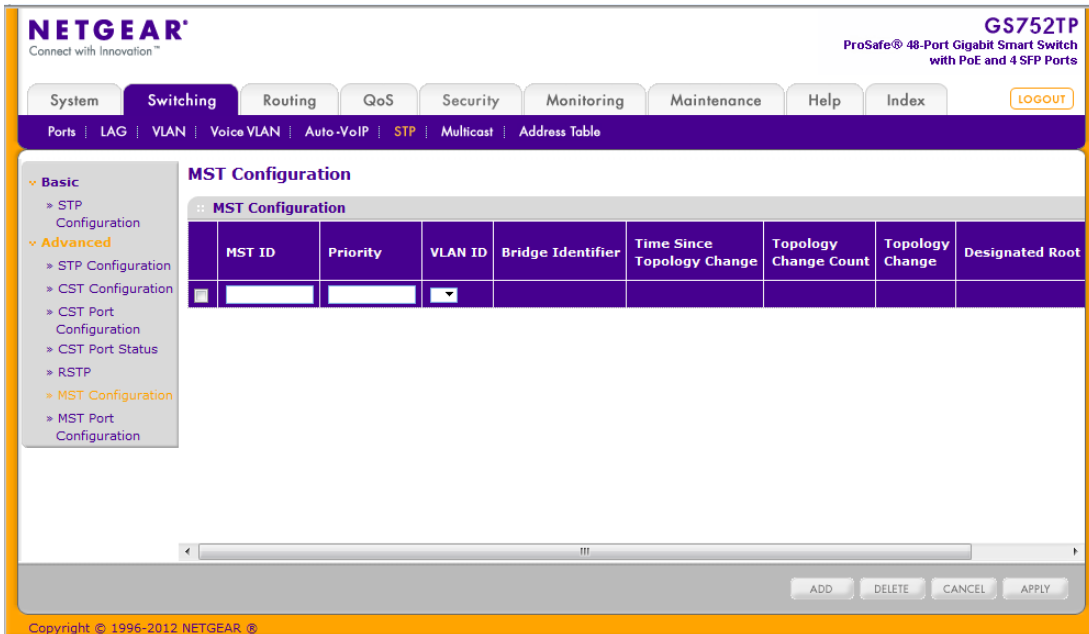 NETGEAR®
Connect with Innovation™
GS752TP
ProSafe® 48-Port Gigabit Smart Switch
with PoE and 4 SFP Ports
System Switching Routing QoS Security Monitoring Maintenance Help Index LOGOUT
Ports | LAG | VLAN | Voice VLAN | Auto-VoIP | STP | Multicast | Address Table
Basic
» STP
Configuration
Advanced
» STP Configuration
» CST Configuration
» CST Port
Configuration
» CST Port Status
» RSTP
» MST Configuration
» MST Port
Configuration
MST Configuration
MST Configuration
MST ID Priority VLAN ID Bridge Identifier Time Since Topology Change Topology Change Count Topology Change Designated Root
ADD DELETE CANCEL APPLY
Copyright © 1996-2012 NETGEAR ®